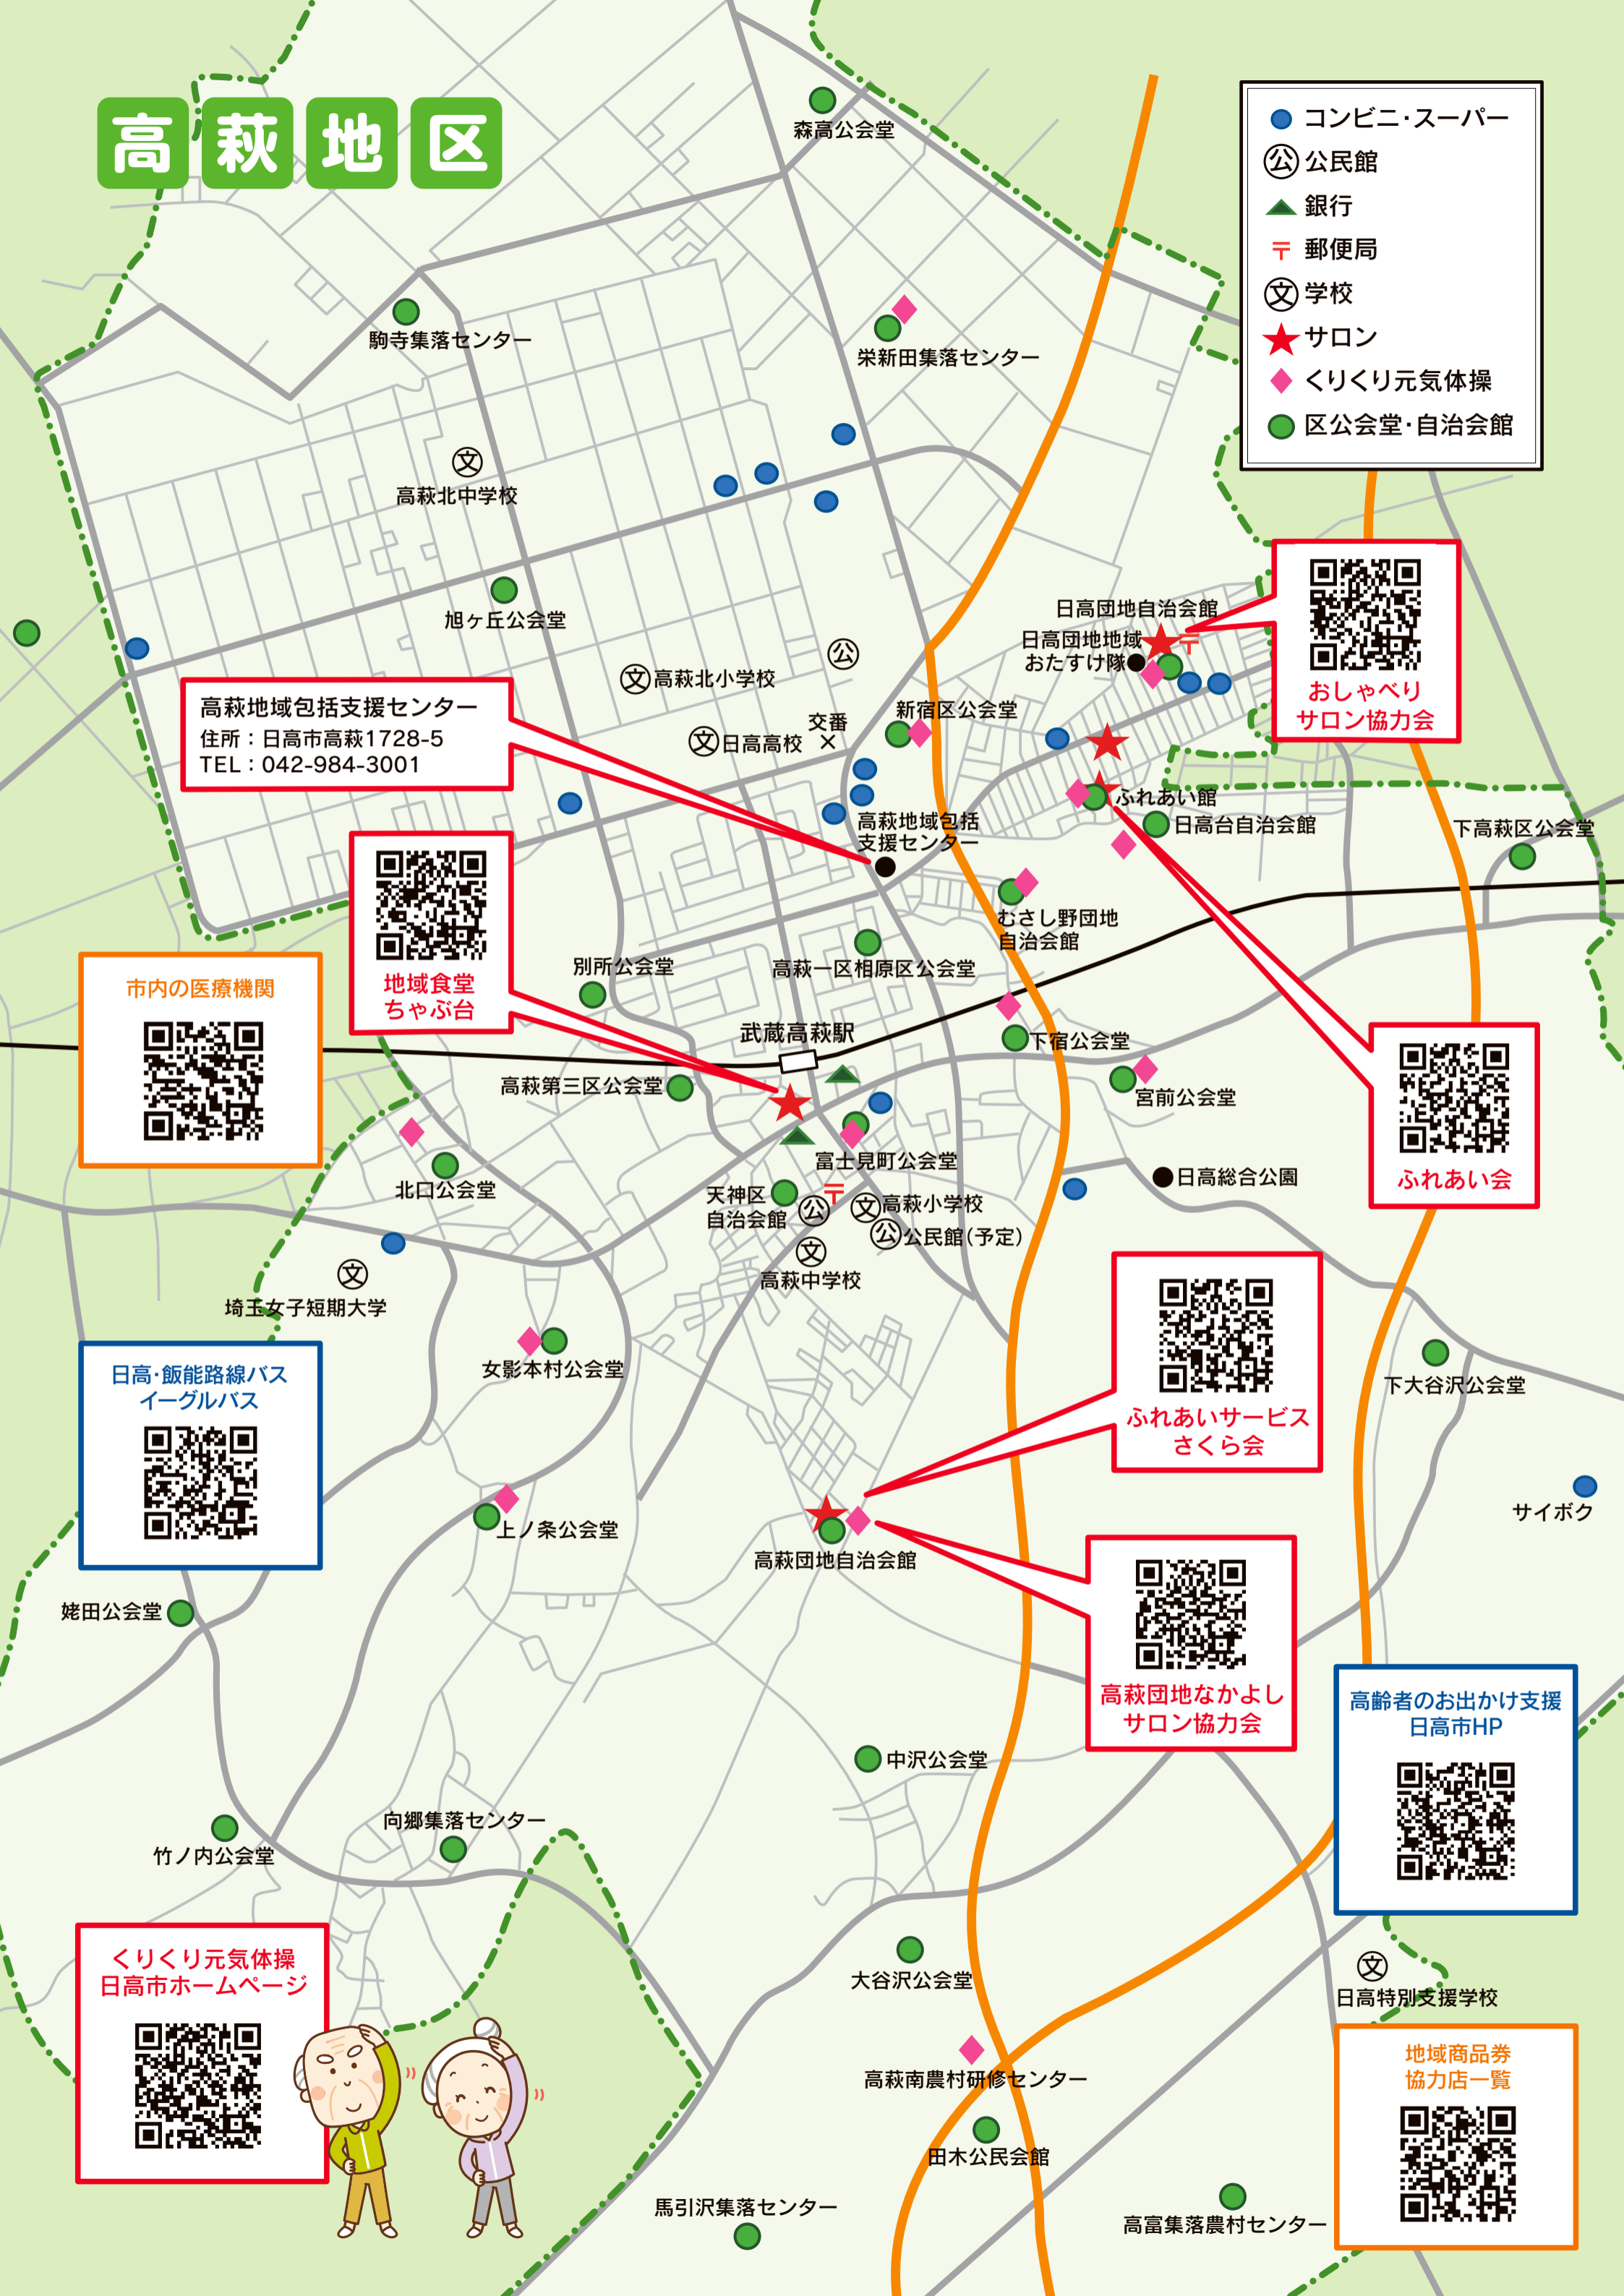 高萩地区
コンビニ・スーパー
公 公民館
銀行
〒 郵便局
文 学校
サロン
くりくり元気体操
区公会堂・自治会館
森高公会堂
駒寺集落センター
栄新田集落センター
文
高萩北中学校
旭ヶ丘公会堂
日高団地自治会館
日高団地地域
おたすけ隊
〒
おしゃべり
サロン協力会
公
文 高萩北小学校
新宿区公会堂
交番
×
文 日高高校
高萩地域包括支援センター
住所：日高市高萩1728-5
TEL：042-984-3001
ふれあい館
日高台自治会館
高萩地域包括
支援センター
下高萩区公会堂
むさし野団地
自治会館
地域食堂
ちゃぶ台
別所公会堂
高萩一区相原区公会堂
市内の医療機関
武蔵高萩駅
下宿公会堂
高萩第三区公会堂
宮前公会堂
ふれあい会
富士見町公会堂
日高総合公園
北口公会堂
天神区
自治会館
〒
公
文 高萩小学校
公 公民館(予定)
文
高萩中学校
文
埼玉女子短期大学
女影本村公会堂
日高・飯能路線バス
イーグルバス
ふれあいサービス
さくら会
下大谷沢公会堂
サイボク
上ノ条公会堂
高萩団地自治会館
姥田公会堂
高萩団地なかよし
サロン協力会
高齢者のお出かけ支援
日高市HP
中沢公会堂
向郷集落センター
竹ノ内公会堂
くりくり元気体操
日高市ホームページ
大谷沢公会堂
文
日高特別支援学校
地域商品券
協力店一覧
高萩南農村研修センター
田木公民会館
馬引沢集落センター
高富集落農村センター